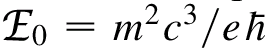 ℰ₀ = m²c³/eħ